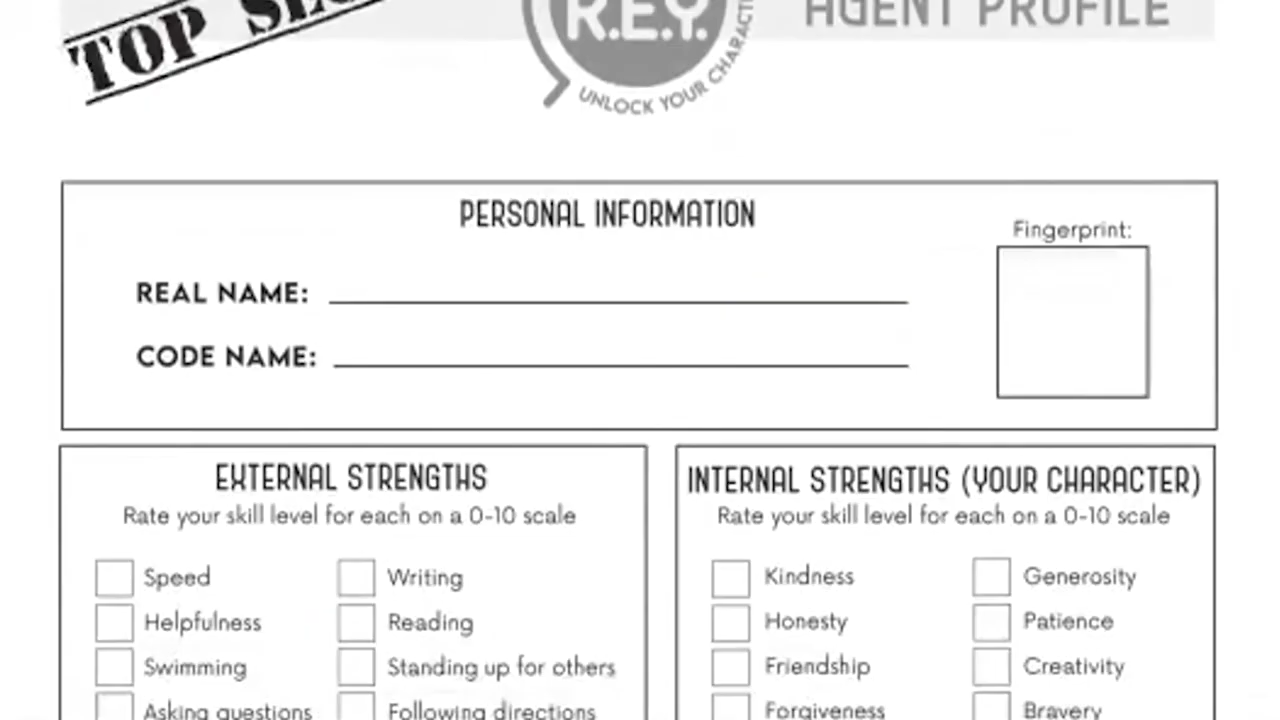 TOP
R.E.Y.
UNLOCK YOUR
AGENT PROFILE
PERSONAL INFORMATION
Fingerprint:
REAL NAME:
CODE NAME:
EXTERNAL STRENGTHS
Rate your skill level for each on a 0-10 scale
Speed
Writing
Helpfulness
Reading
Swimming
Standing up for others
Asking questions
Following directions
INTERNAL STRENGTHS (YOUR CHARACTER)
Rate your skill level for each on a 0-10 scale
Kindness
Generosity
Honesty
Patience
Friendship
Creativity
Forgiveness
Bravery